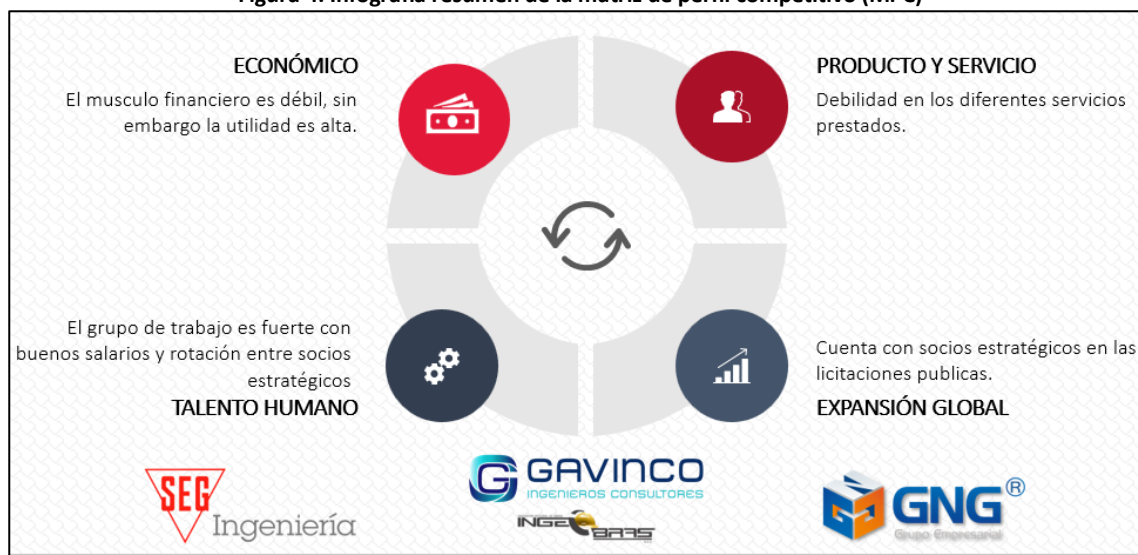 ECONÓMICO
El musculo financiero es débil, sin
embargo la utilidad es alta.
PRODUCTO Y SERVICIO
Debilidad en los diferentes servicios
prestados.
El grupo de trabajo es fuerte con
buenos salarios y rotación entre socios
estratégicos
TALENTO HUMANO
Cuenta con socios estratégicos en las
licitaciones publicas.
EXPANSIÓN GLOBAL
SEG
Ingeniería
GAVINCO
INGENIEROS CONSULTORES
GNG®
Grupo Empresarial